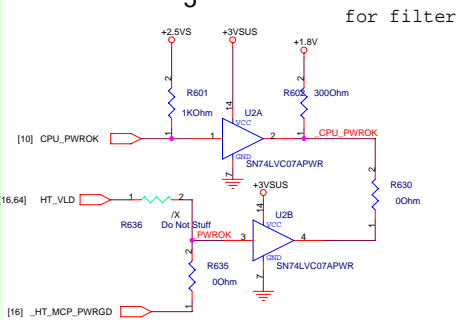 for filter
+2.5VS
+3VSUS
+1.8V
2
R601
1KOhm
1
14
U2A
VCC
2
R602
300Ohm
1
[10] CPU_PWROK
1
2
_CPU_PWROK
GND
7
SN74LVC07APWR
2
R630
0Ohm
1
+3VSUS
[16,64] HT_VLD
1
2
R636
/X
Do Not Stuff
14
U2B
VCC
_PWROK
3
4
GND
7
SN74LVC07APWR
2
R635
0Ohm
1
[16] _HT_MCP_PWRGD